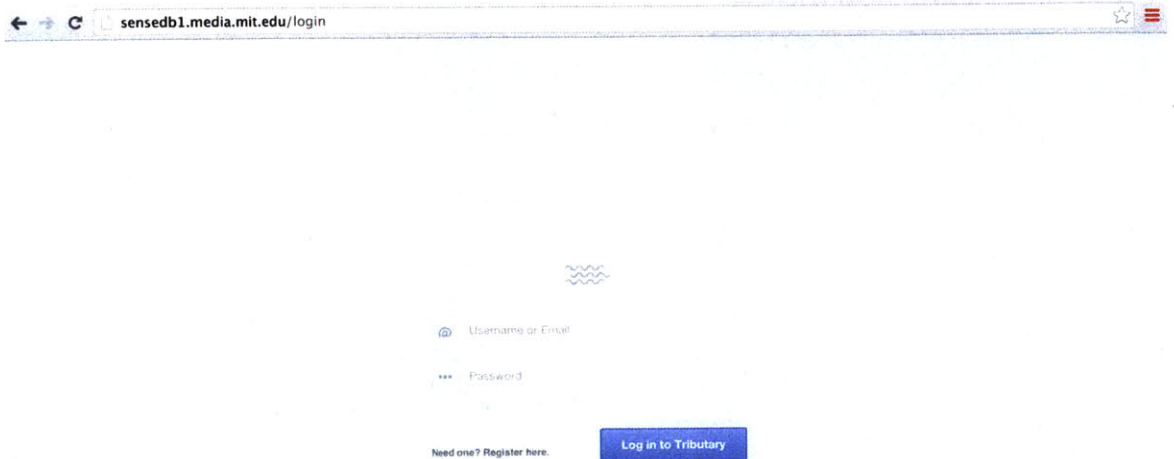 sensedb1.media.mit.edu/login
@ Username or Email
••• Password
Need one? Register here.
Log in to Tributary